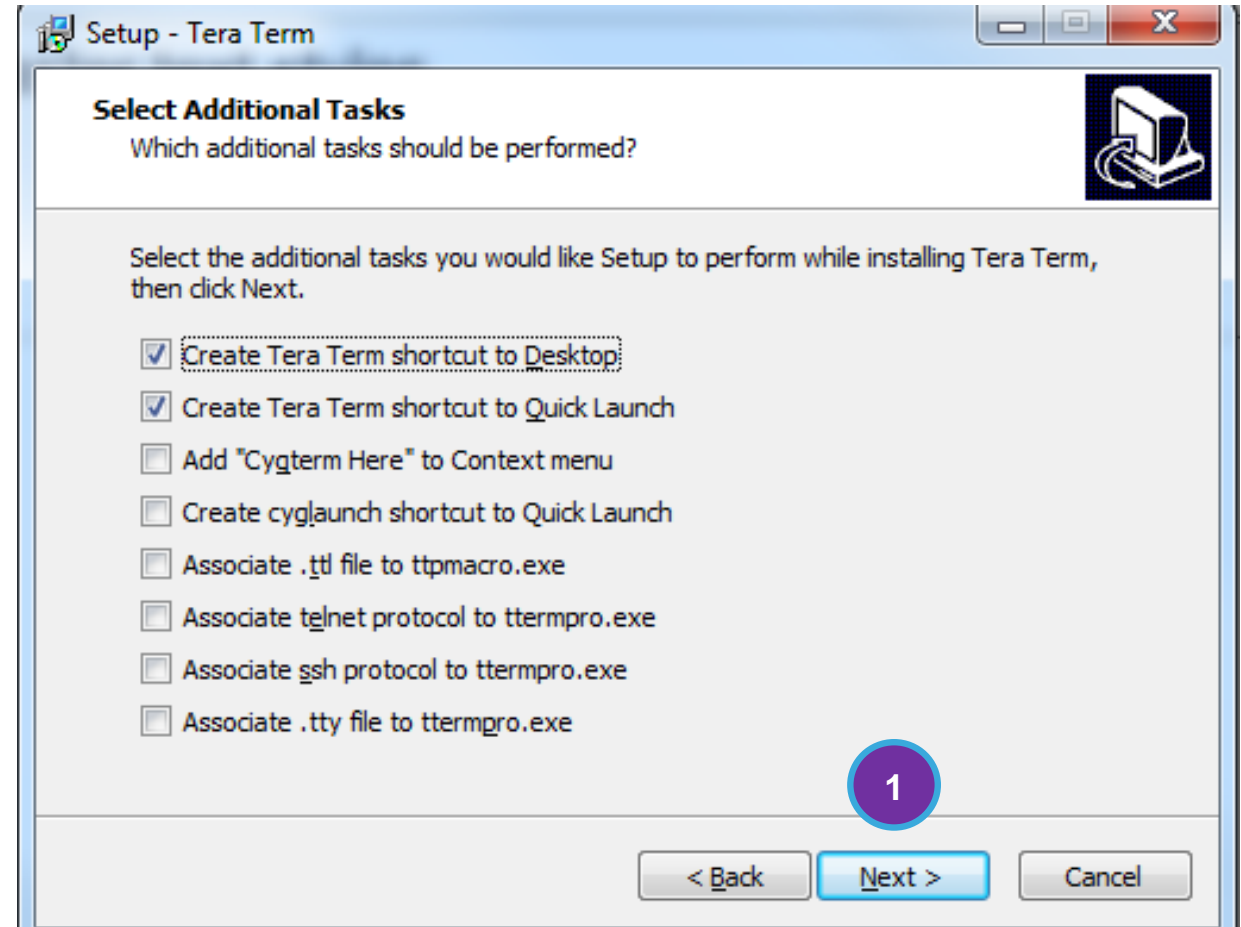 Setup - Tera Term
Select Additional Tasks
Which additional tasks should be performed?
Select the additional tasks you would like Setup to perform while installing Tera Term,
then click Next.
Create Tera Term shortcut to Desktop
Create Tera Term shortcut to Quick Launch
Add "Cygterm Here" to Context menu
Create cyglaunch shortcut to Quick Launch
Associate .ttl file to ttpmacro.exe
Associate telnet protocol to ttermpro.exe
Associate ssh protocol to ttermpro.exe
Associate .tty file to ttermpro.exe
1
< Back
Next >
Cancel